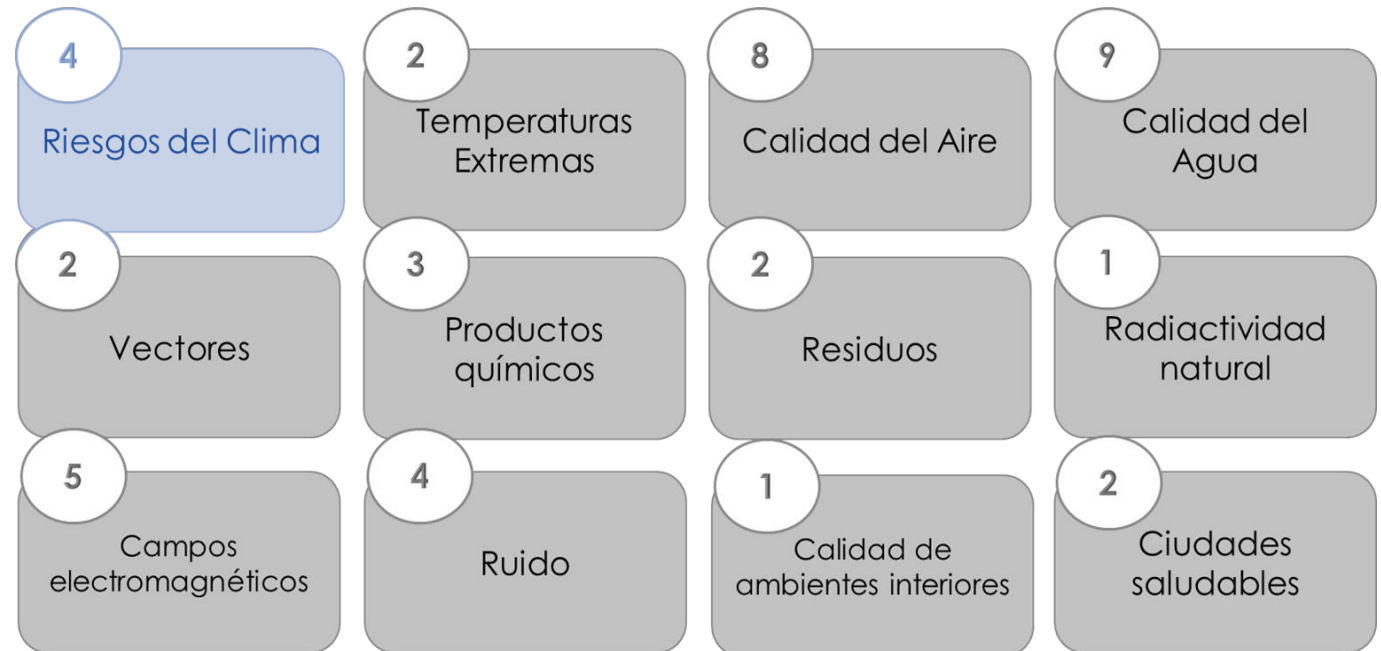 4
Riesgos del Clima
2
Temperaturas
Extremas
8
Calidad del Aire
9
Calidad del
Agua
2
Vectores
3
Productos
químicos
2
Residuos
1
Radiactividad
natural
5
Campos
electromagnéticos
4
Ruido
1
Calidad de
ambientes interiores
2
Ciudades
saludables